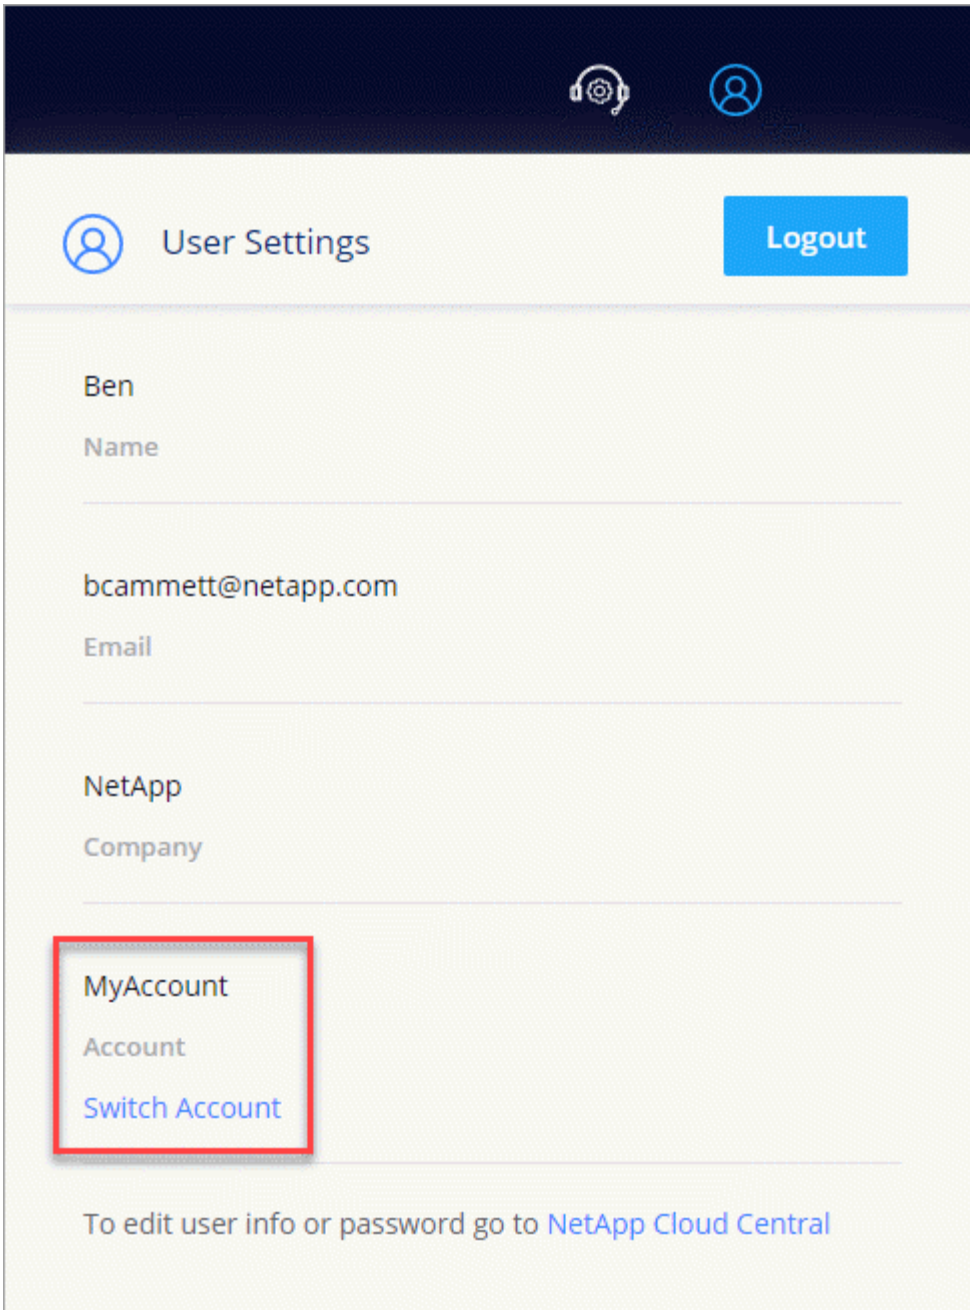 User Settings
Logout
Ben
Name
bcammett@netapp.com
Email
NetApp
Company
MyAccount
Account
Switch Account
To edit user info or password go to NetApp Cloud Central